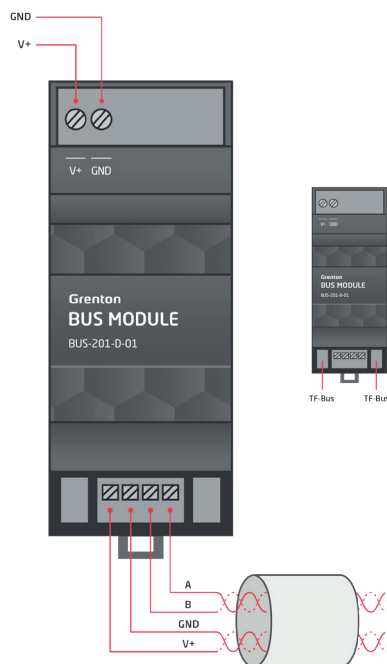 GND
V+
V+ GND
Grenton
BUS MODULE
BUS-201-D-01
A
B
GND
V+
V+ GND
Grenton
BUS MODULE
BUS-201-D-01
TF-Bus
TF-Bus